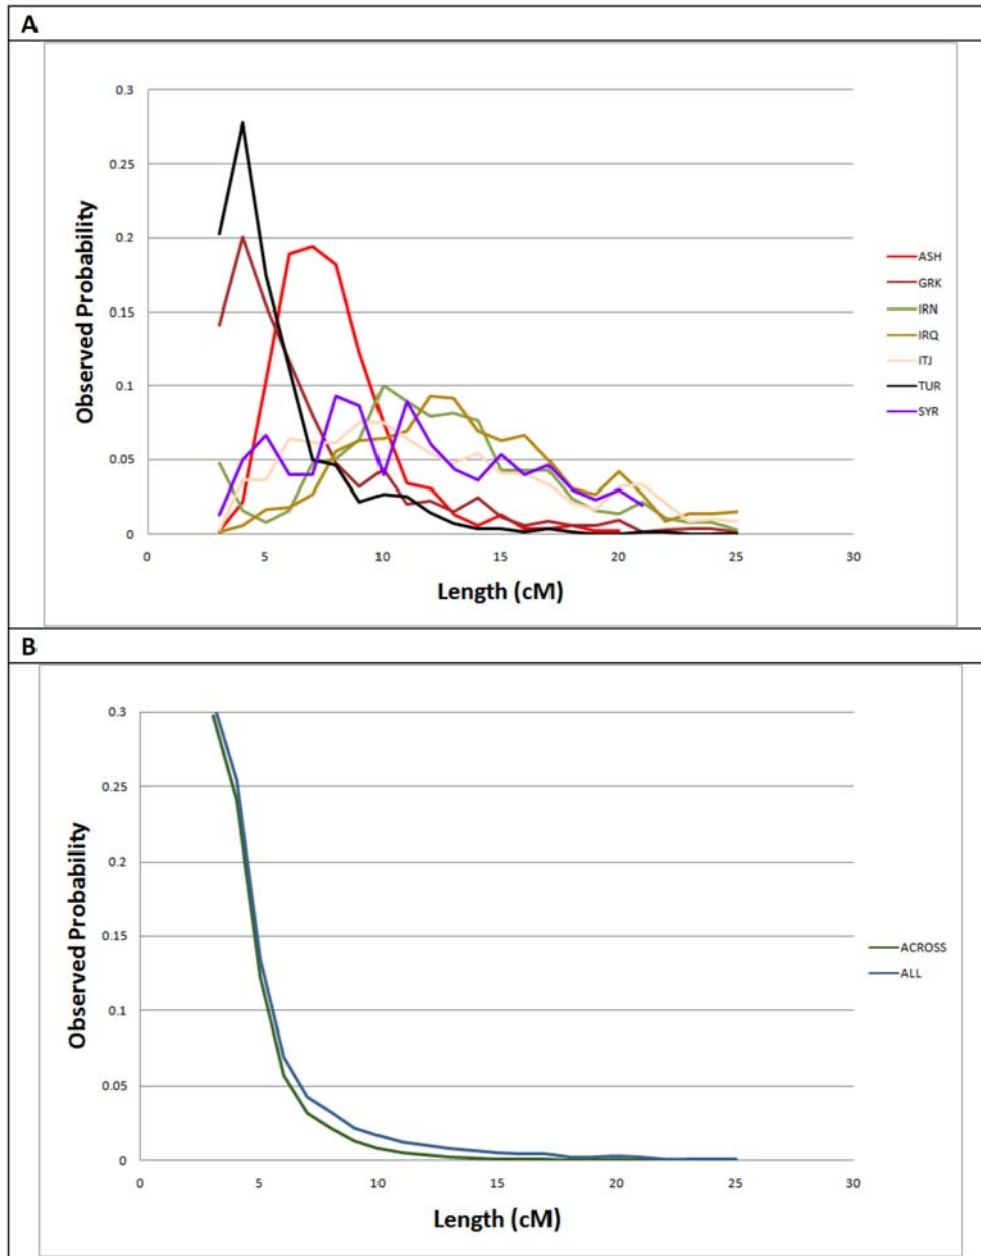 A
0.3
0.25
0.2
0.15
0.1
0.05
0
0 5 10 15 20 25 30
Observed Probability
Length (cM)
ASH
GRK
IRN
IRQ
ITJ
TUR
SYR
B
0.3
0.25
0.2
0.15
0.1
0.05
0
0 5 10 15 20 25 30
Observed Probability
Length (cM)
ACROSS
ALL